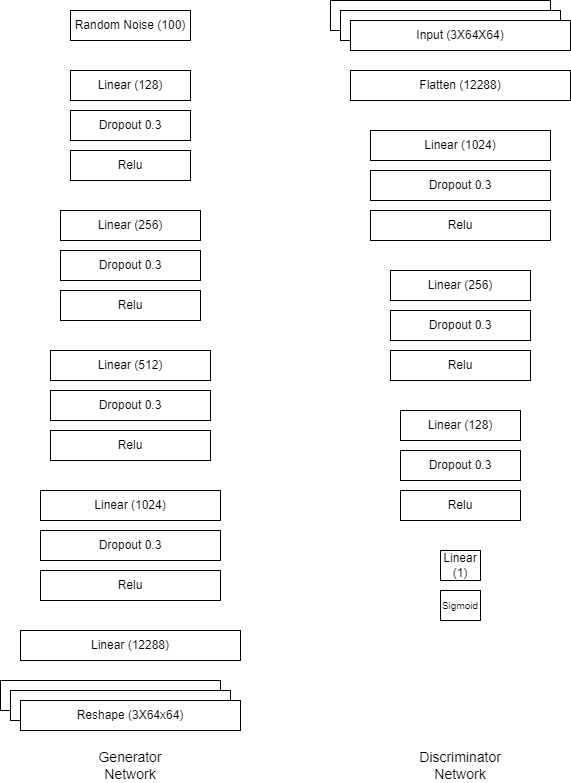 Random Noise (100)
Linear (128)
Dropout 0.3
Relu
Linear (256)
Dropout 0.3
Relu
Linear (512)
Dropout 0.3
Relu
Linear (1024)
Dropout 0.3
Relu
Linear (12288)
Reshape (3X64x64)
Generator
Network
Input (3X64X64)
Flatten (12288)
Linear (1024)
Dropout 0.3
Relu
Linear (256)
Dropout 0.3
Relu
Linear (128)
Dropout 0.3
Relu
Linear
(1)
Sigmoid
Discriminator
Network